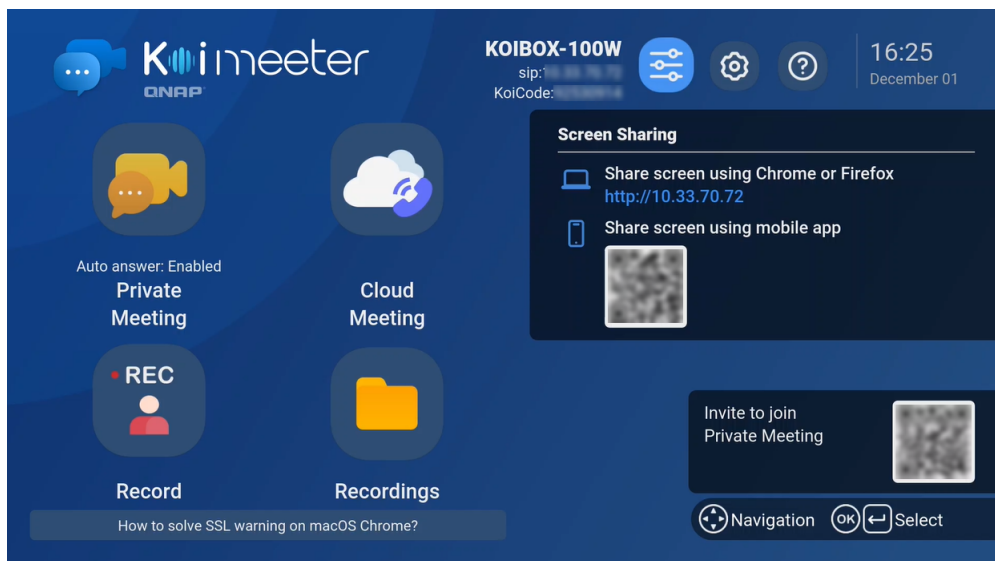 Koimeeter
QNAP
KOIBOX-100W
sip:
KoiCode:
16:25
December 01
Screen Sharing
Share screen using Chrome or Firefox
http://10.33.70.72
Share screen using mobile app
Auto answer: Enabled
Private
Meeting
Cloud
Meeting
REC
Record
Recordings
Invite to join
Private Meeting
How to solve SSL warning on macOS Chrome?
Navigation
OK
Select